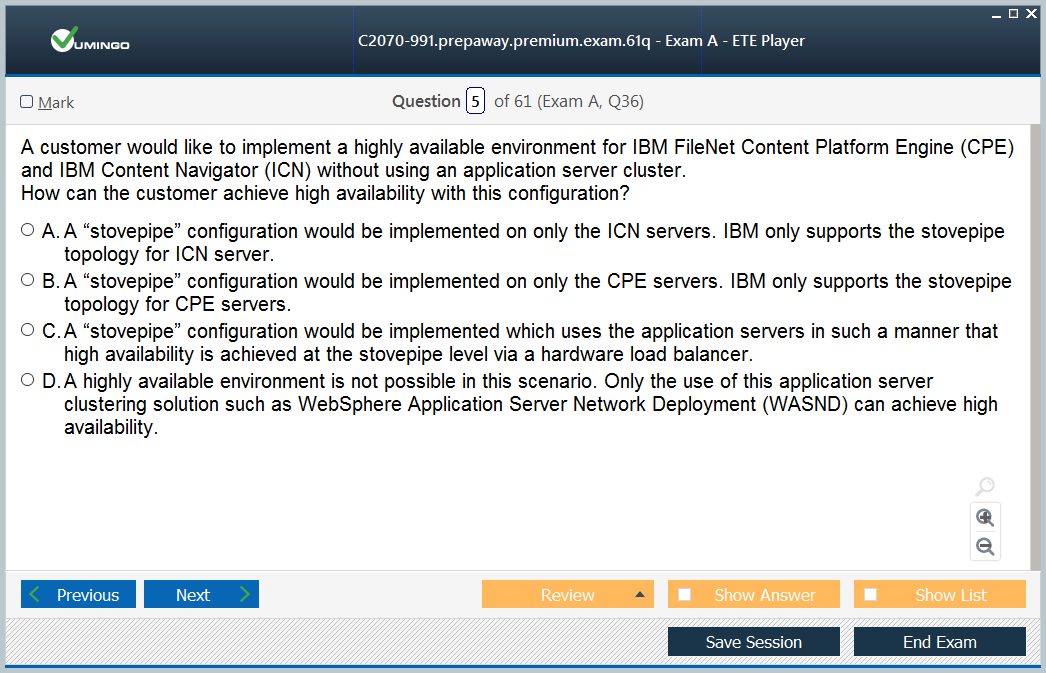 VUMINGO
C2070-991.prepaway.premium.exam.61q - Exam A - ETE Player
Mark
Question 5 of 61 (Exam A, Q36)
A customer would like to implement a highly available environment for IBM FileNet Content Platform Engine (CPE)
and IBM Content Navigator (ICN) without using an application server cluster.
How can the customer achieve high availability with this configuration?
A. A “stovepipe” configuration would be implemented on only the ICN servers. IBM only supports the stovepipe
topology for ICN server.
B. A “stovepipe” configuration would be implemented on only the CPE servers. IBM only supports the stovepipe
topology for CPE servers.
C. A “stovepipe” configuration would be implemented which uses the application servers in such a manner that
high availability is achieved at the stovepipe level via a hardware load balancer.
D. A highly available environment is not possible in this scenario. Only the use of this application server
clustering solution such as WebSphere Application Server Network Deployment (WASND) can achieve high
availability.
Previous Next Review Show Answer Show List
Save Session End Exam